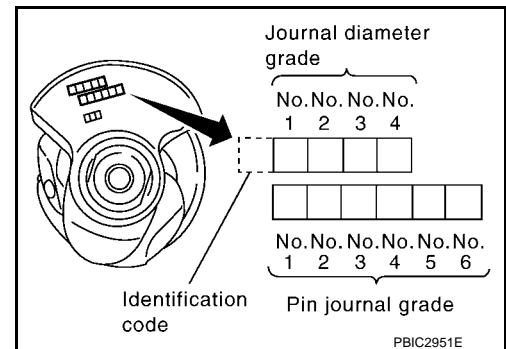 Journal diameter
grade
No. No. No. No.
1 2 3 4
No. No. No. No. No. No.
1 2 3 4 5 6
Identification
code
Pin journal grade
PBIC2951E